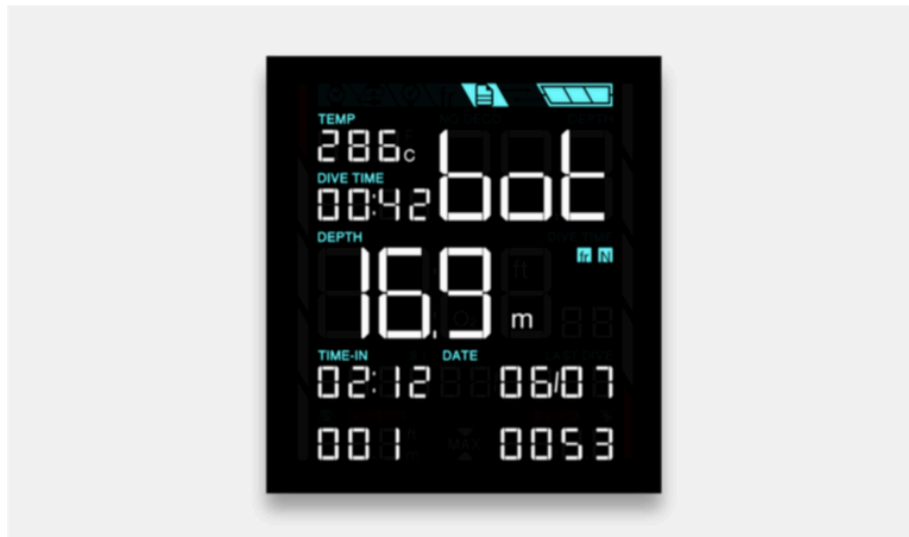 TEMP
286c
bot
DIVE TIME
00:42
DEPTH
16.9 m
fr N
TIME-IN DATE
02:12 06/07
001 0053